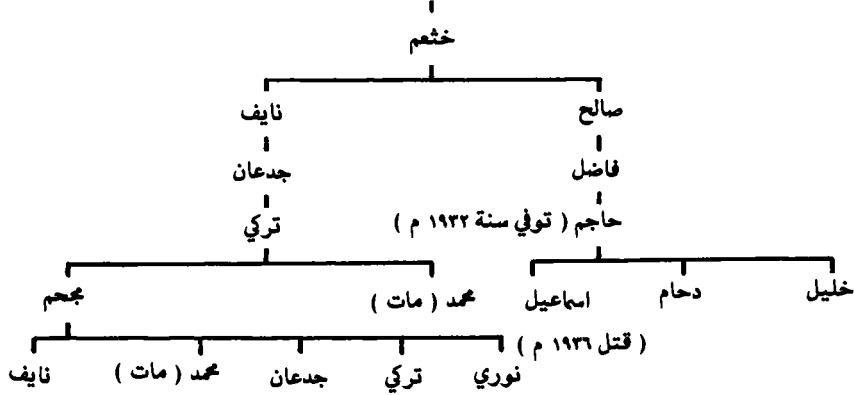 خثعم
صالح نايف
فاضل جدعان
حاجم ( توفي سنة ١٩٣٢ م ) تركي
خليل دحام اسماعيل محمد ( مات ) مجحم
نوري ( قتل ١٩٣٦ م ) تركي جدعان محمد ( مات ) نايف